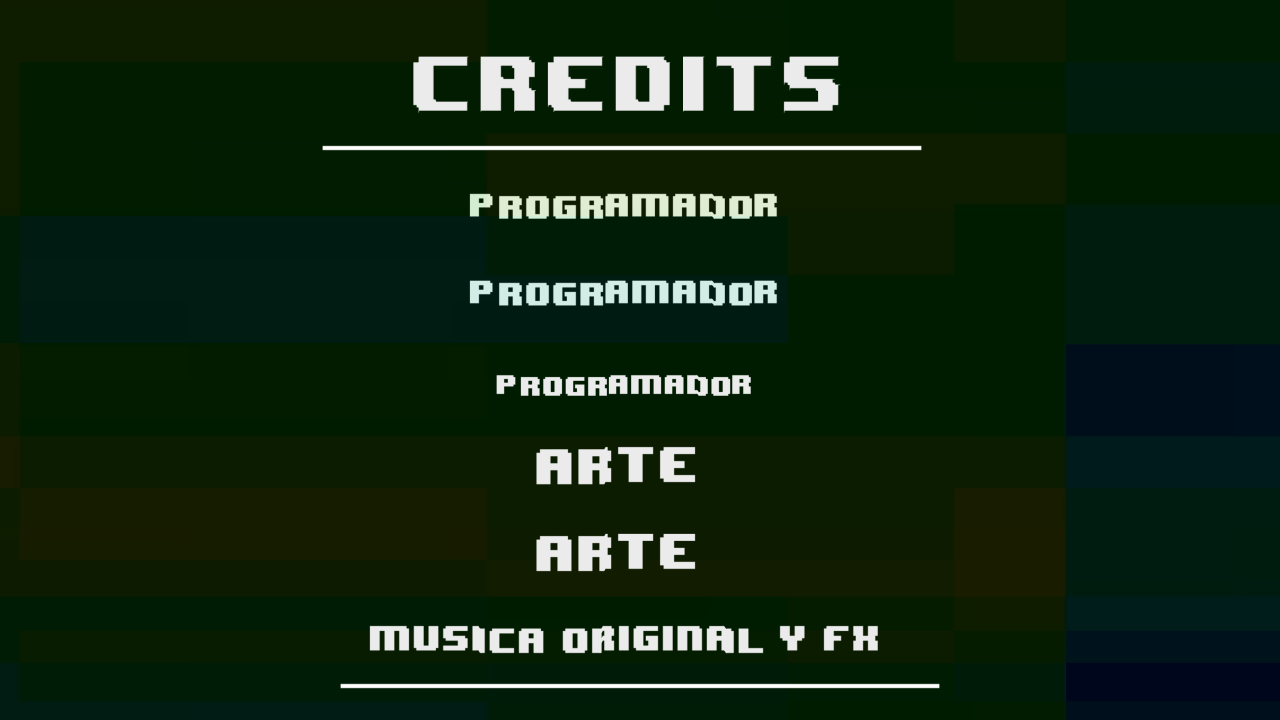 CREDITS
PROGRAMADOR
PROGRAMADOR
PROGRAMADOR
ARTE
ARTE
MUSICA ORIGINAL Y FX